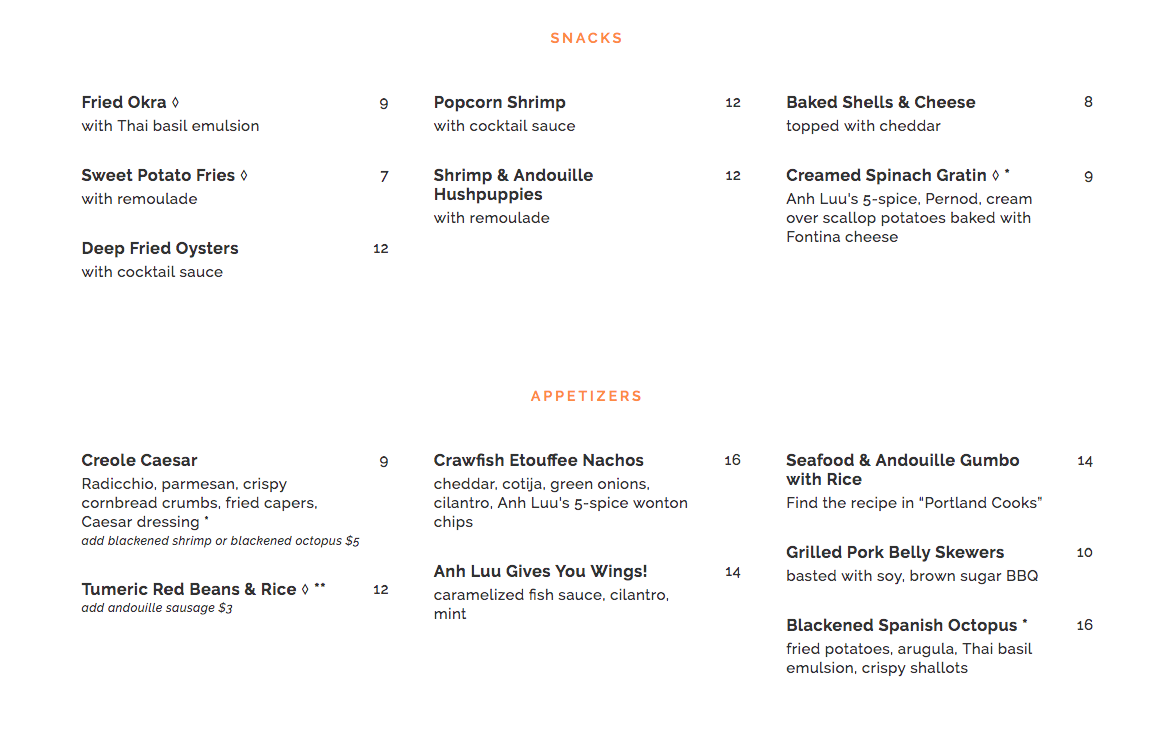 SNACKS
Fried Okra ◊ 9
with Thai basil emulsion
Sweet Potato Fries ◊ 7
with remoulade
Deep Fried Oysters 12
with cocktail sauce
Popcorn Shrimp 12
with cocktail sauce
Shrimp & Andouille 12
Hushpuppies
with remoulade
Baked Shells & Cheese 8
topped with cheddar
Creamed Spinach Gratin ◊ * 9
Anh Luu's 5-spice, Pernod, cream
over scallop potatoes baked with
Fontina cheese
APPETIZERS
Creole Caesar 9
Radicchio, parmesan, crispy
cornbread crumbs, fried capers,
Caesar dressing *
add blackened shrimp or blackened octopus $5
Tumeric Red Beans & Rice ◊ ** 12
add andouille sausage $3
Crawfish Etouffee Nachos 16
cheddar, cotija, green onions,
cilantro, Anh Luu's 5-spice wonton
chips
Anh Luu Gives You Wings! 14
caramelized fish sauce, cilantro,
mint
Seafood & Andouille Gumbo 14
with Rice
Find the recipe in “Portland Cooks”
Grilled Pork Belly Skewers 10
basted with soy, brown sugar BBQ
Blackened Spanish Octopus * 16
fried potatoes, arugula, Thai basil
emulsion, crispy shallots